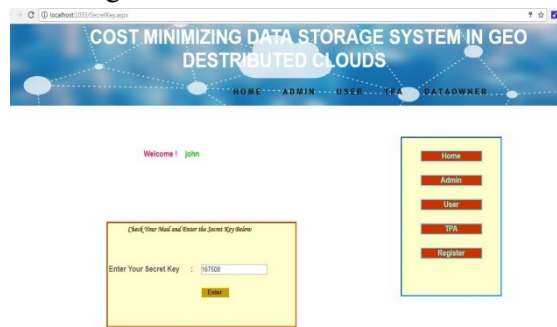 localhost:1033/SecretKey.aspx
COST MINIMIZING DATA STORAGE SYSTEM IN GEO
DESTRIBUTED CLOUDS
HOME ADMIN USER TPA DATAOWNER
Welcome ! john
Check Your Mail and Enter the Secret Key Below
Enter Your Secret Key : 167508
Enter
Home
Admin
User
TPA
Register